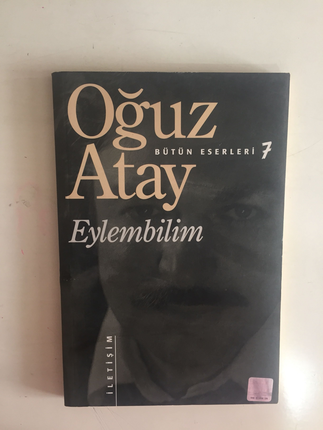 Oğuz
BÜTÜN ESERLERİ 7
Atay
Eylembilim
İLETİŞİM